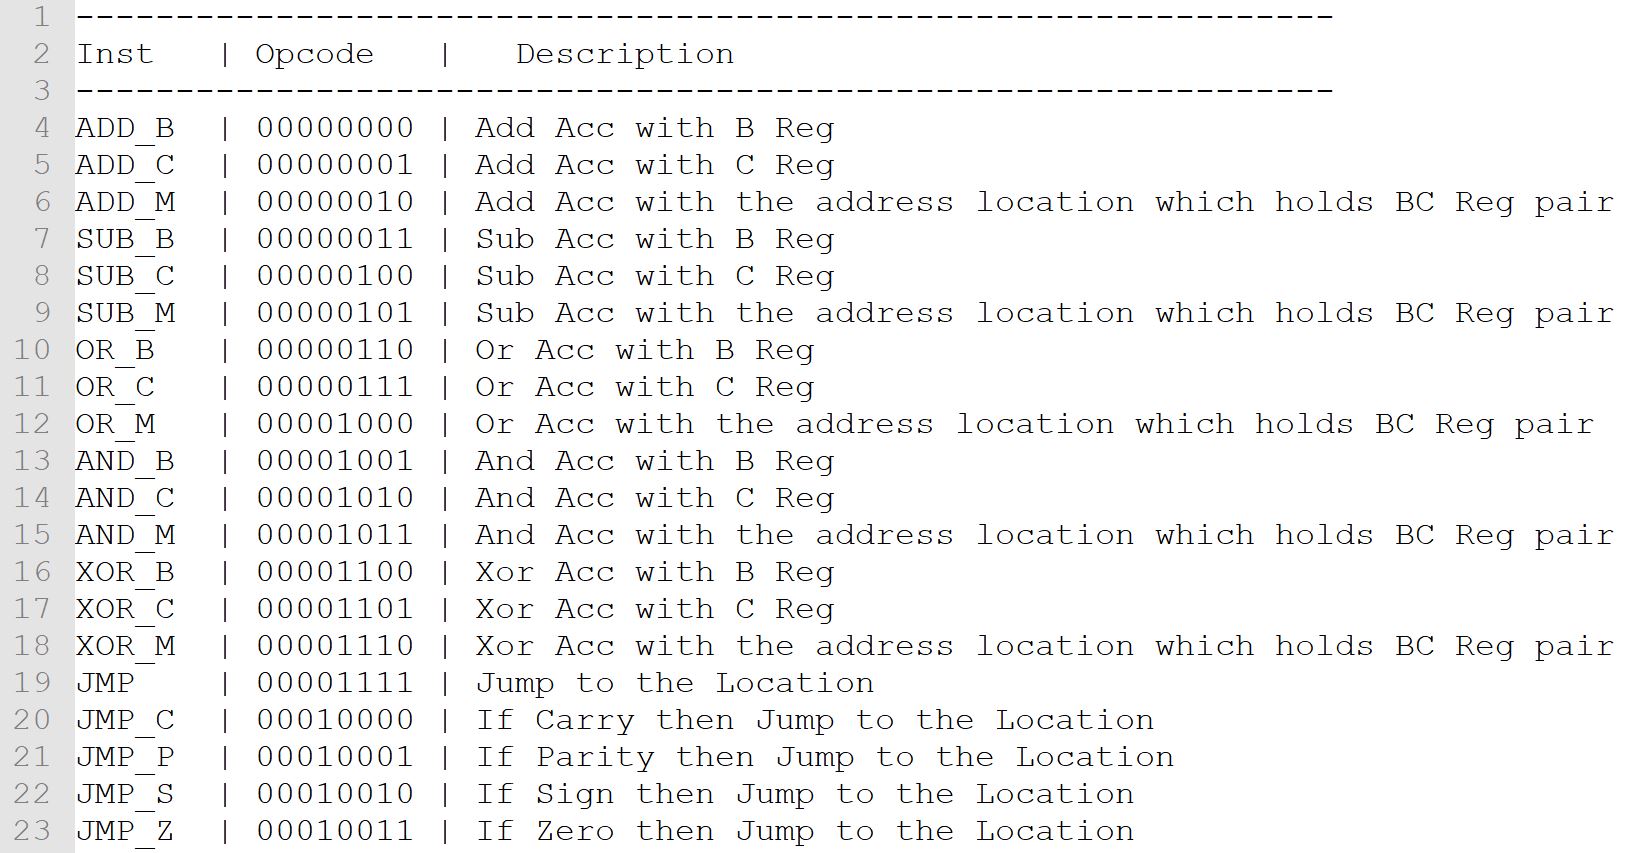 1 ---------------------------------------------------------------
2 Inst | Opcode | Description
3 ---------------------------------------------------------------
4 ADD_B | 00000000 | Add Acc with B Reg
5 ADD_C | 00000001 | Add Acc with C Reg
6 ADD_M | 00000010 | Add Acc with the address location which holds BC Reg pair
7 SUB_B | 00000011 | Sub Acc with B Reg
8 SUB_C | 00000100 | Sub Acc with C Reg
9 SUB_M | 00000101 | Sub Acc with the address location which holds BC Reg pair
10 OR_B | 00000110 | Or Acc with B Reg
11 OR_C | 00000111 | Or Acc with C Reg
12 OR_M | 00001000 | Or Acc with the address location which holds BC Reg pair
13 AND_B | 00001001 | And Acc with B Reg
14 AND_C | 00001010 | And Acc with C Reg
15 AND_M | 00001011 | And Acc with the address location which holds BC Reg pair
16 XOR_B | 00001100 | Xor Acc with B Reg
17 XOR_C | 00001101 | Xor Acc with C Reg
18 XOR_M | 00001110 | Xor Acc with the address location which holds BC Reg pair
19 JMP | 00001111 | Jump to the Location
20 JMP_C | 00010000 | If Carry then Jump to the Location
21 JMP_P | 00010001 | If Parity then Jump to the Location
22 JMP_S | 00010010 | If Sign then Jump to the Location
23 JMP_Z | 00010011 | If Zero then Jump to the Location